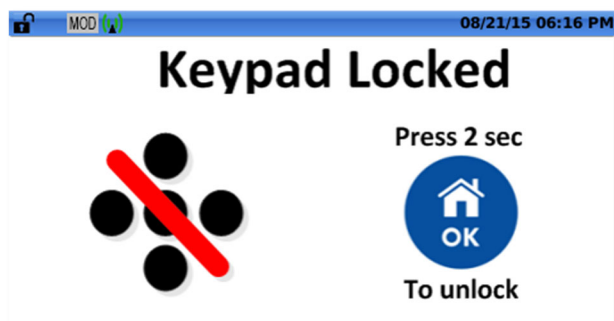 MOD 08/21/15 06:16 PM
Keypad Locked
Press 2 sec
OK
To unlock